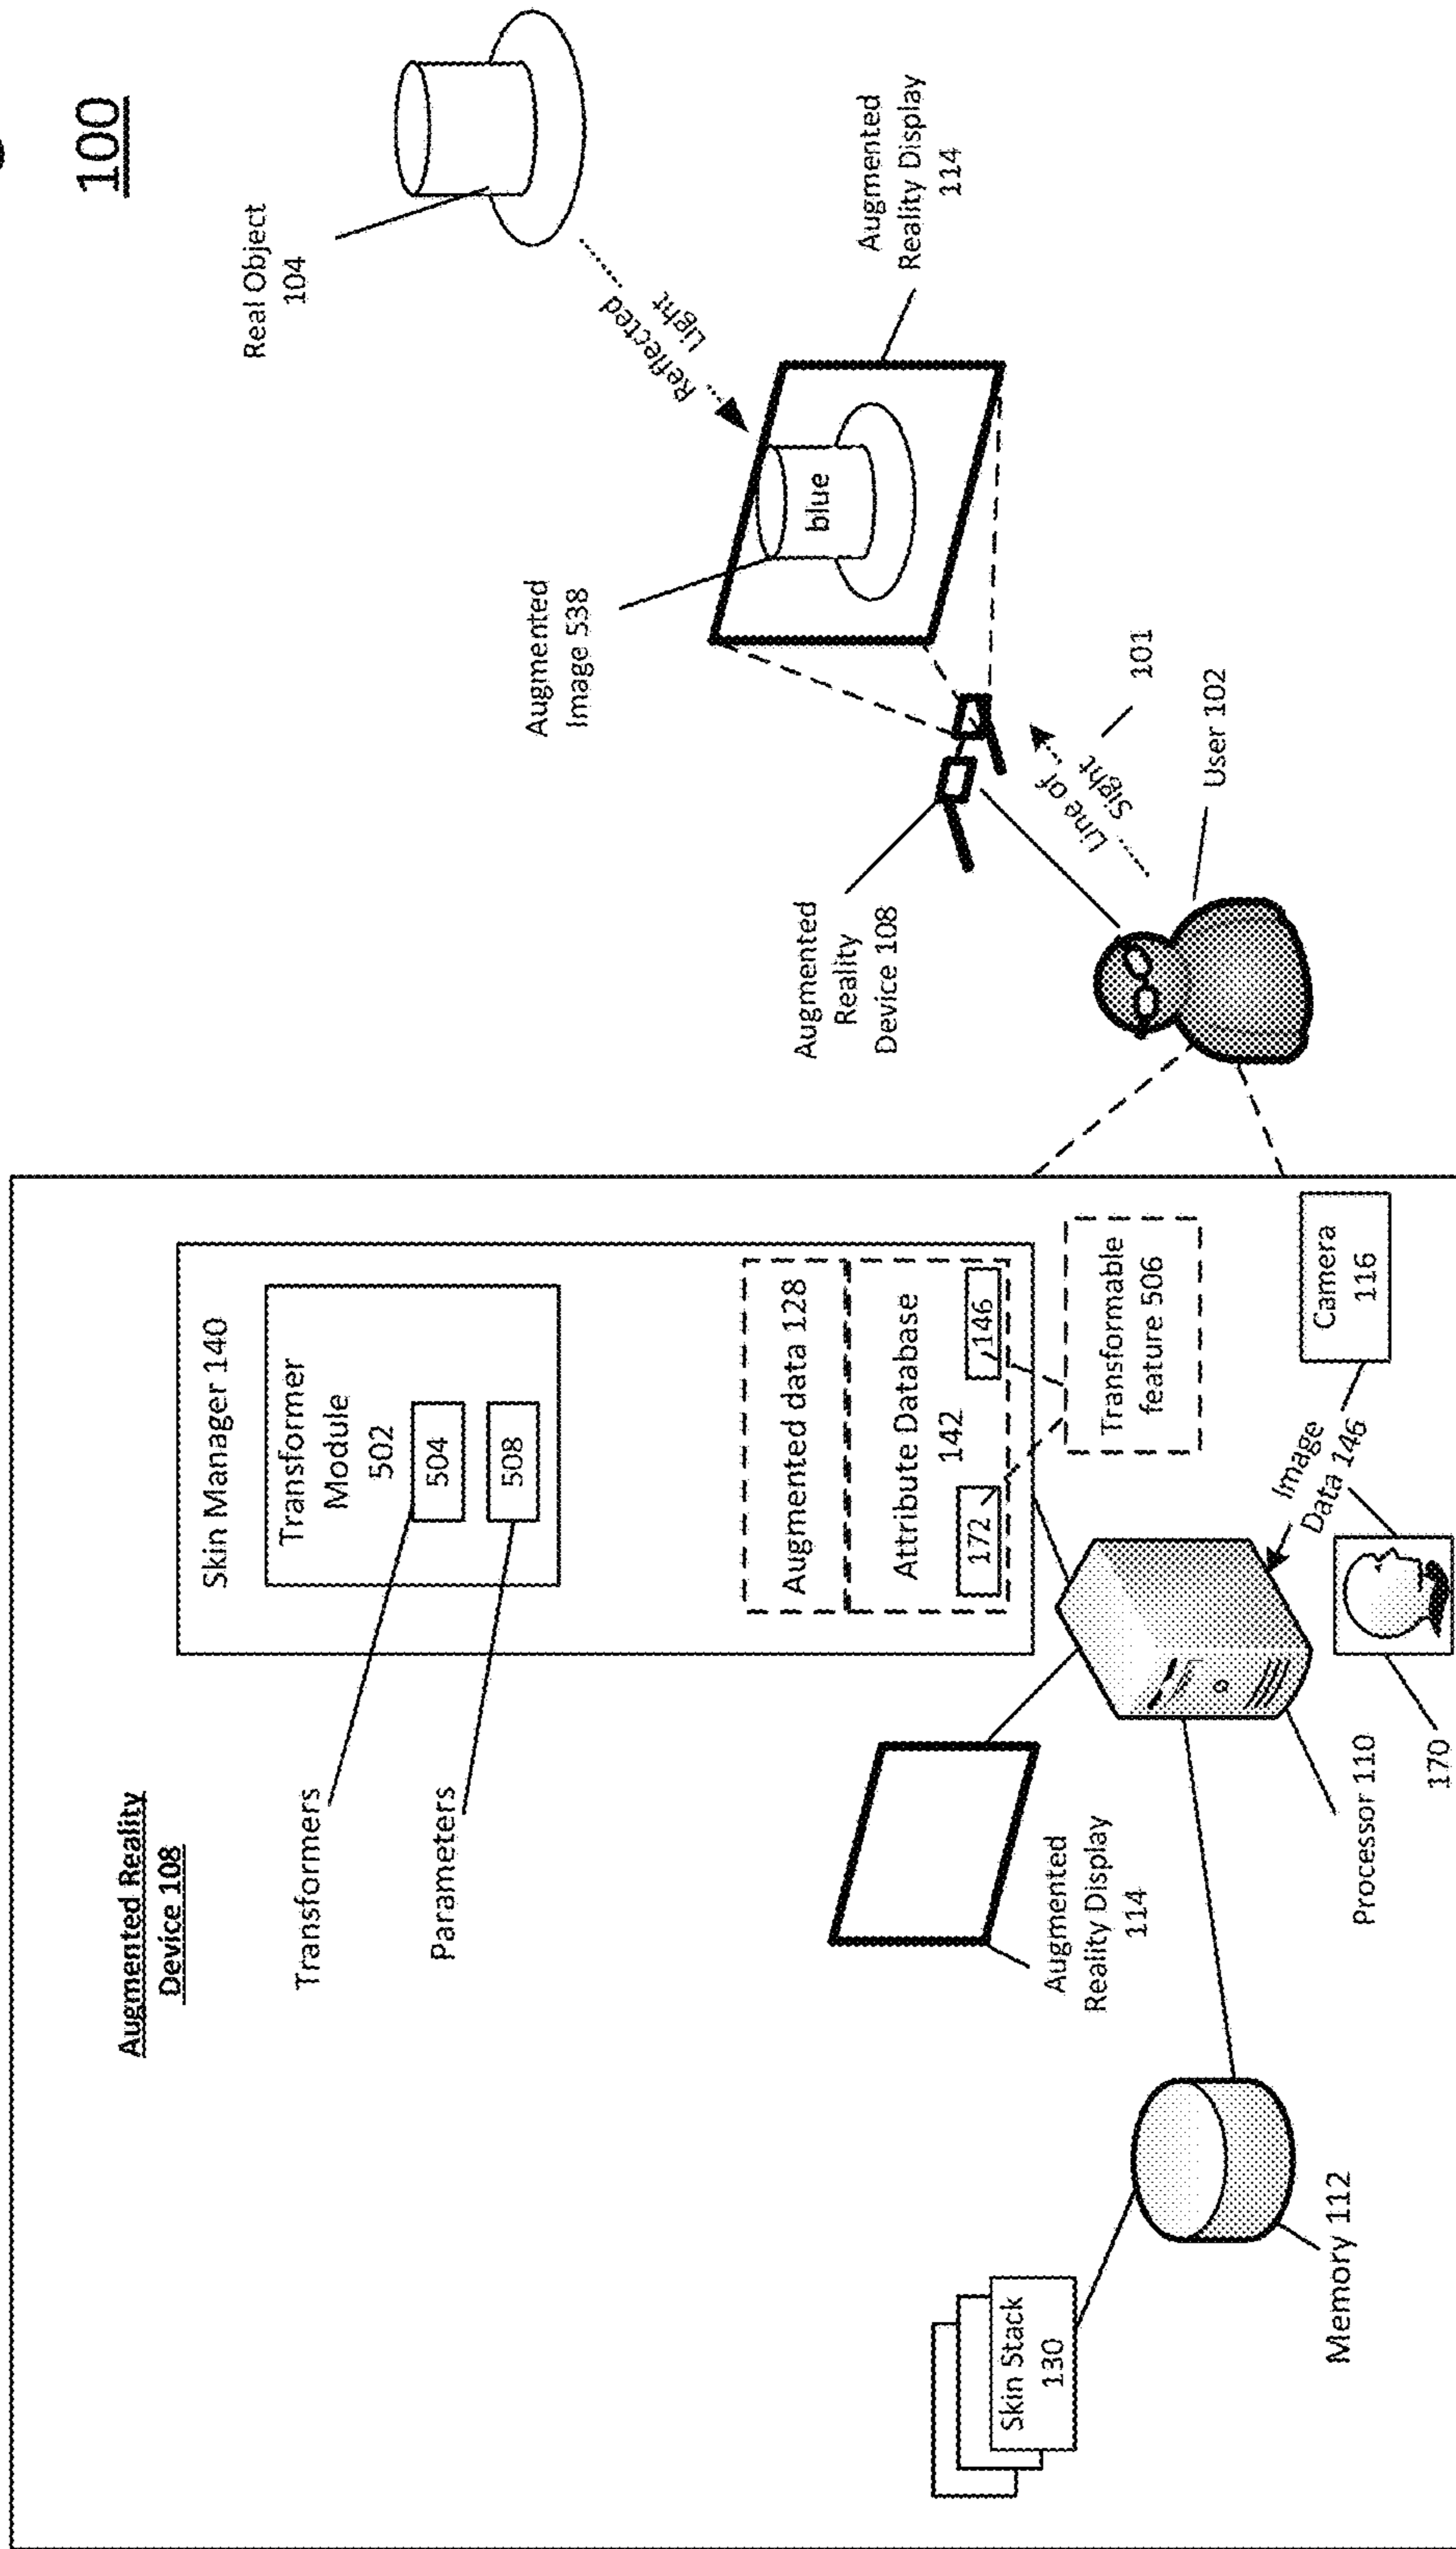 100
Augmented Reality
Device 108
Skin Manager 140
Transformer
Module
502
504
508
Transformers
Parameters
Augmented data 128
Attribute Database
142
172
146
Transformable
feature 506
Camera
116
Image
Data 146
170
Processor 110
Augmented
Reality Display
114
Memory 112
Skin Stack
130
Real Object
104
Reflected
Light
Augmented
Reality Display
114
Augmented
Image 538
blue
Augmented
Reality
Device 108
Line of
Sight
101
User 102